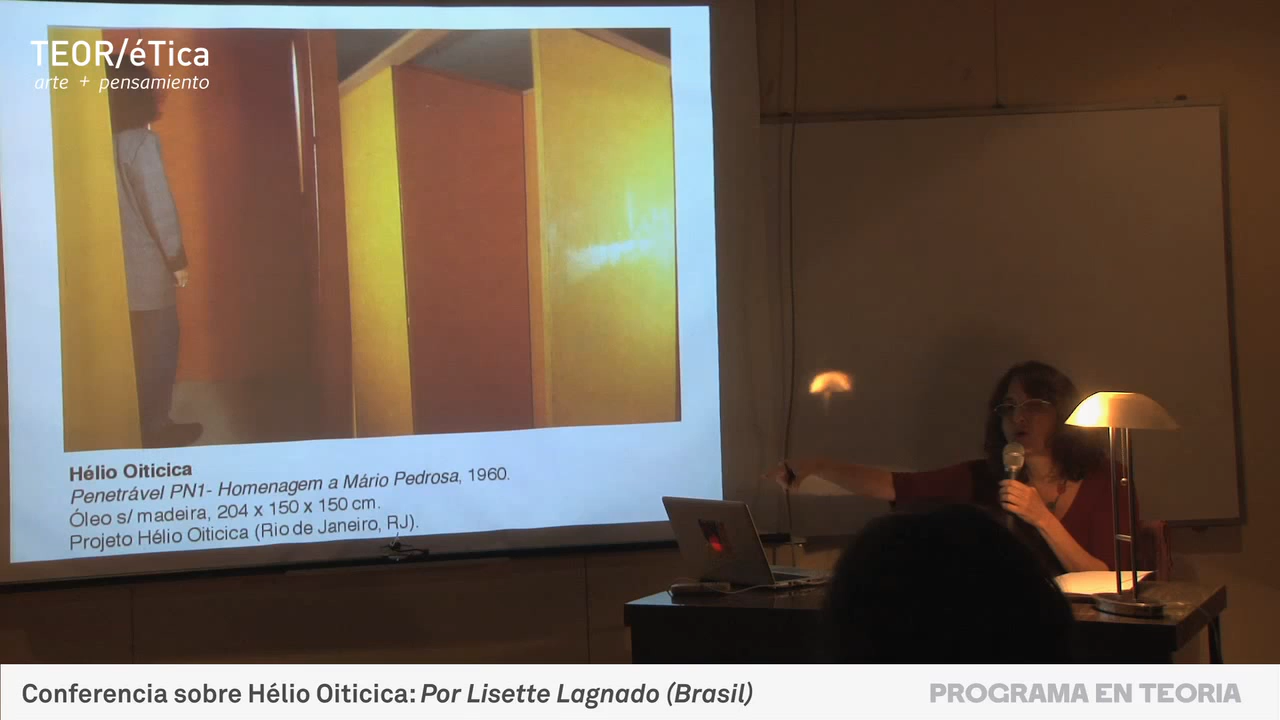 TEOR/éTica
arte + pensamiento
Hélio Oiticica
Penetrável PN1- Homenagem a Mário Pedrosa, 1960.
Óleo s/ madeira, 204 x 150 x 150 cm.
Projeto Hélio Oiticica (Rio de Janeiro, RJ).
Conferencia sobre Hélio Oiticica: Por Lisette Lagnado (Brasil)
PROGRAMA EN TEORIA